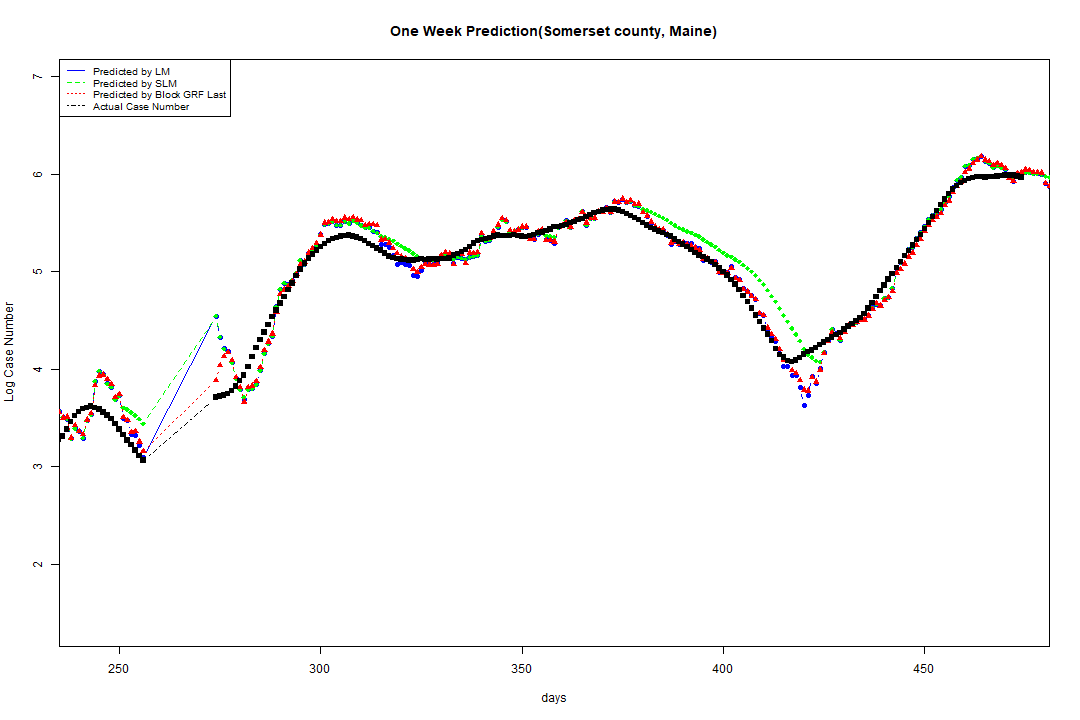 One Week Prediction(Somerset county, Maine)
Predicted by LM
Predicted by SLM
Predicted by Block GRF Last
Actual Case Number
7
6
5
4
3
2
Log Case Number
250
300
350
400
450
days